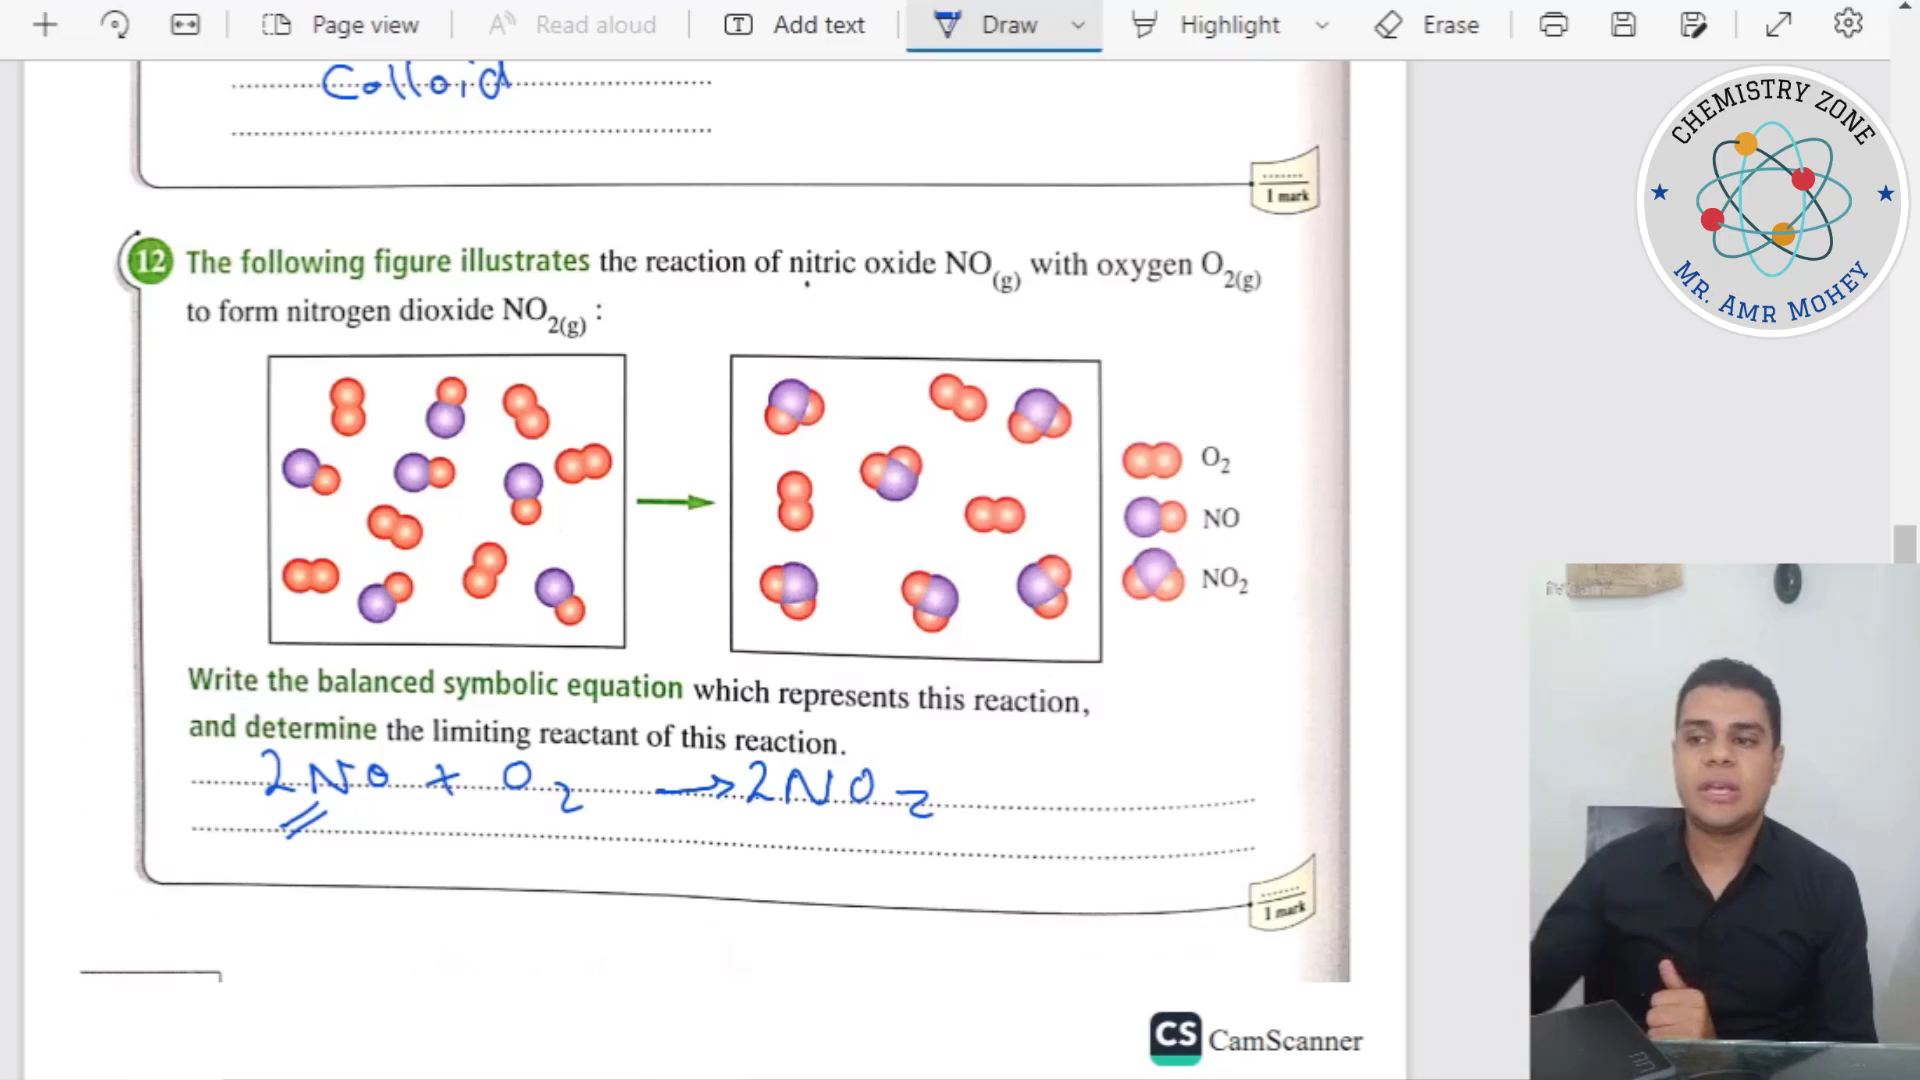 Page view
Read aloud
Add text
Draw
Highlight
Erase
Colloid
1 mark
CHEMISTRY ZONE
MR. AMR MOHEY
12 The following figure illustrates the reaction of nitric oxide NO(g) with oxygen O2(g)
to form nitrogen dioxide NO2(g) :
O2
NO
NO2
Write the balanced symbolic equation which represents this reaction,
and determine the limiting reactant of this reaction.
2NO + O2 → 2NO2
1 mark
CS CamScanner